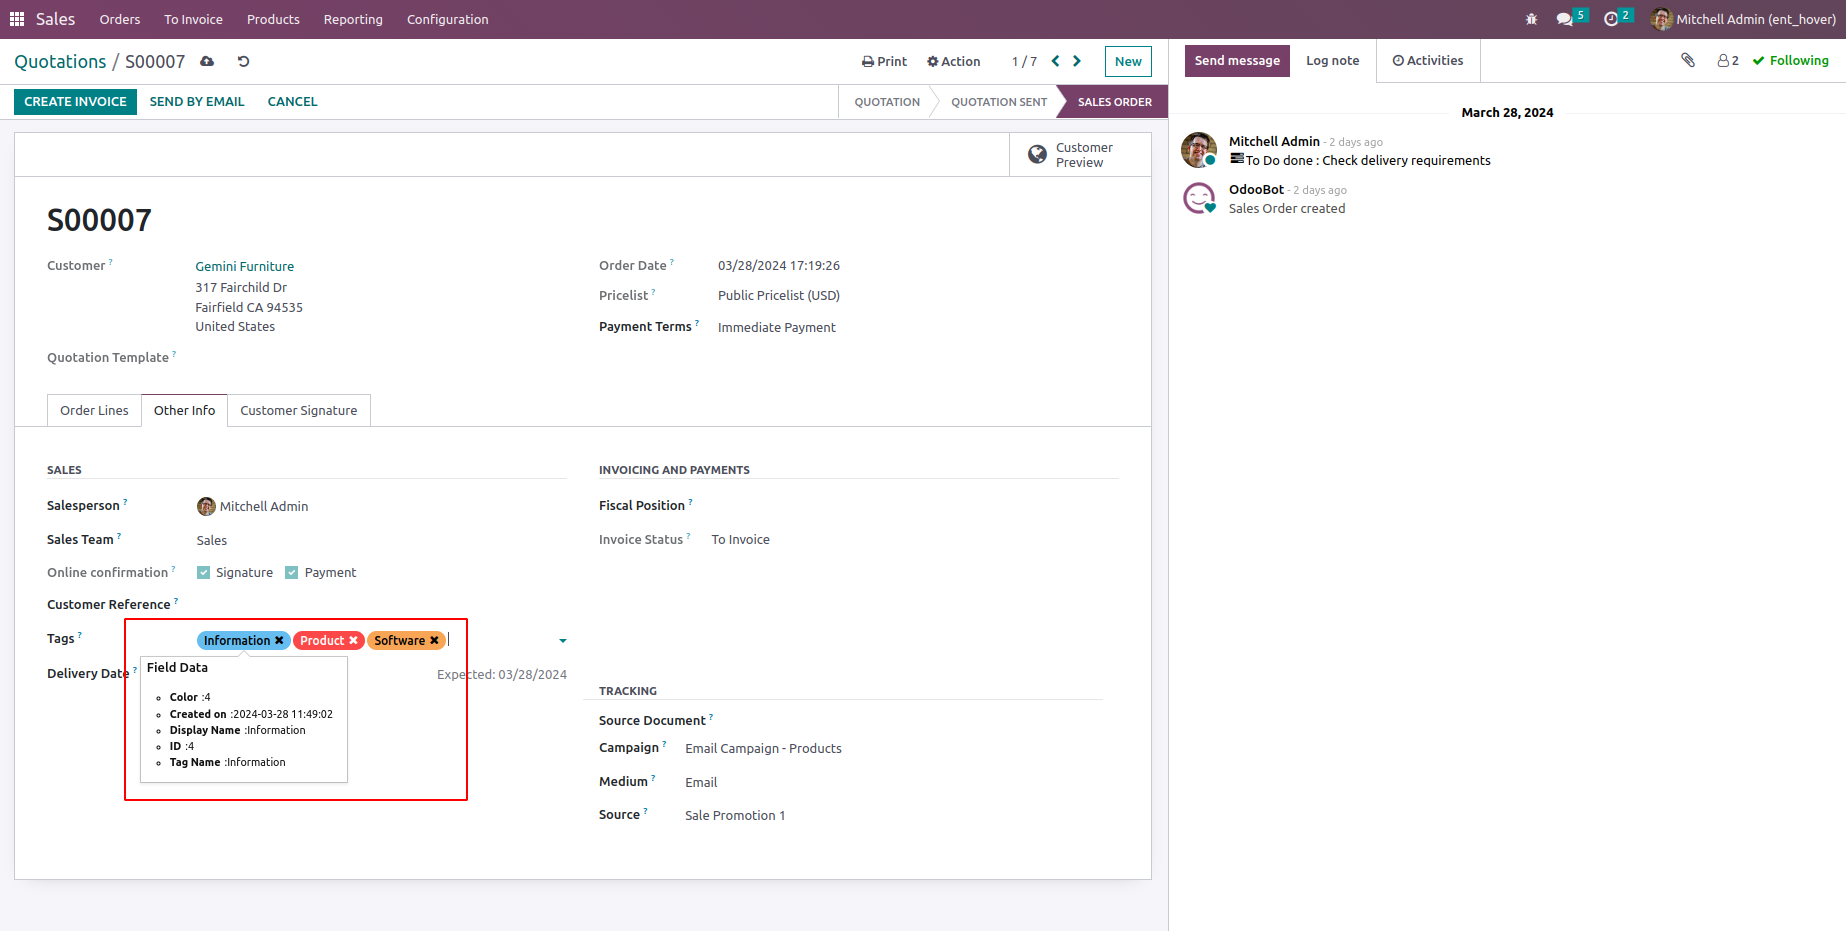 Sales Orders To Invoice Products Reporting Configuration 5 2 Mitchell Admin (ent_hover)
Quotations / S00007 Print Action 1 / 7 New
Send message Log note Activities 2 Following
CREATE INVOICE SEND BY EMAIL CANCEL QUOTATION QUOTATION SENT SALES ORDER
Customer
Preview
S00007
Customer ?
Gemini Furniture
317 Fairchild Dr
Fairfield CA 94535
United States
Quotation Template ?
Order Date ? 03/28/2024 17:19:26
Pricelist ? Public Pricelist (USD)
Payment Terms ? Immediate Payment
Order Lines Other Info Customer Signature
SALES
Salesperson ? Mitchell Admin
Sales Team ? Sales
Online confirmation ? Signature Payment
Customer Reference ?
Tags ? Information ✖ Product ✖ Software ✖
Delivery Date ? Expected: 03/28/2024
Field Data
Color :4
Created on :2024-03-28 11:49:02
Display Name :Information
ID :4
Tag Name :Information
INVOICING AND PAYMENTS
Fiscal Position ?
Invoice Status ? To Invoice
TRACKING
Source Document ?
Campaign ? Email Campaign - Products
Medium ? Email
Source ? Sale Promotion 1
March 28, 2024
Mitchell Admin - 2 days ago
To Do done : Check delivery requirements
OdooBot - 2 days ago
Sales Order created